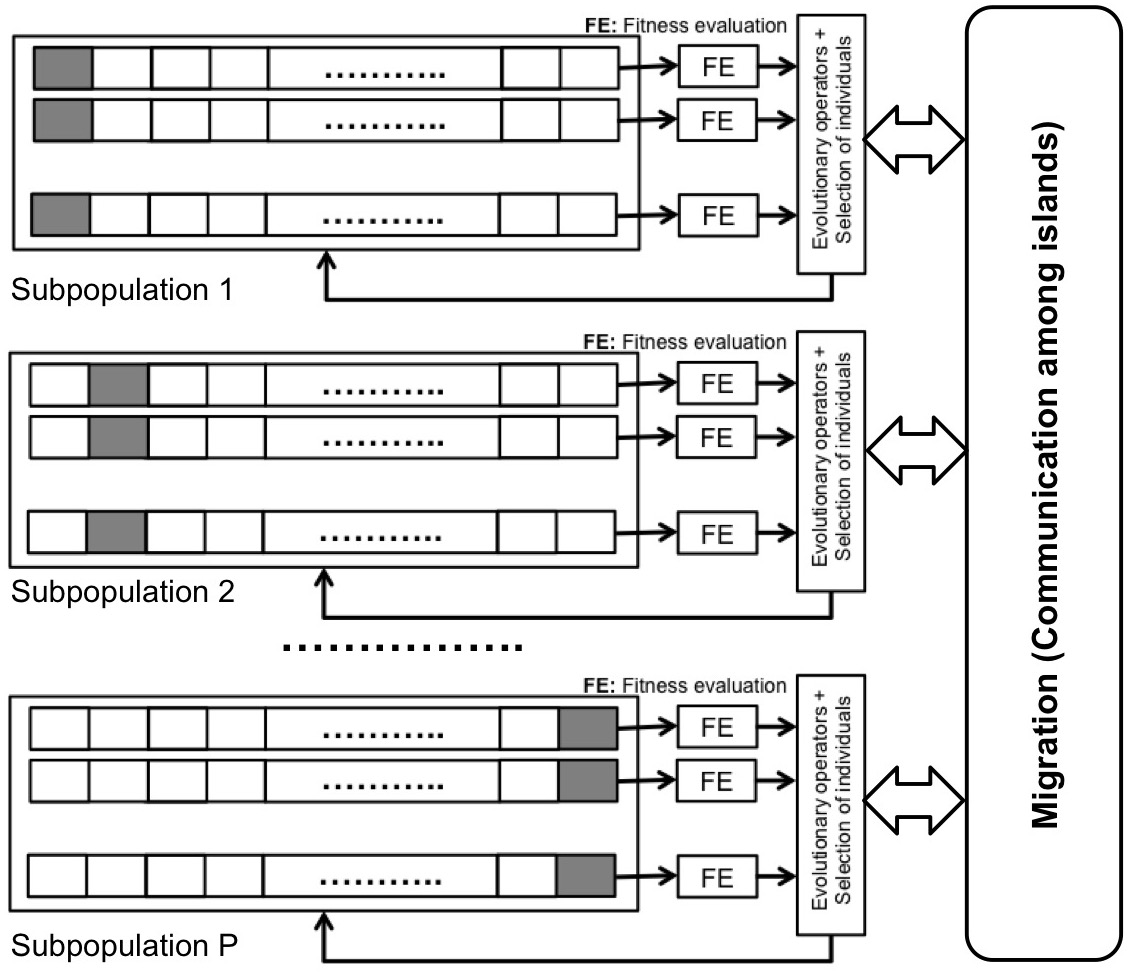 FE: Fitness evaluation
...........
FE
...........
FE
...........
FE
Evolutionary operators +
Selection of individuals
Subpopulation 1
FE: Fitness evaluation
...........
FE
...........
FE
...........
FE
Evolutionary operators +
Selection of individuals
Subpopulation 2
................
FE: Fitness evaluation
...........
FE
...........
FE
...........
FE
Evolutionary operators +
Selection of individuals
Subpopulation P
Migration (Communication among islands)